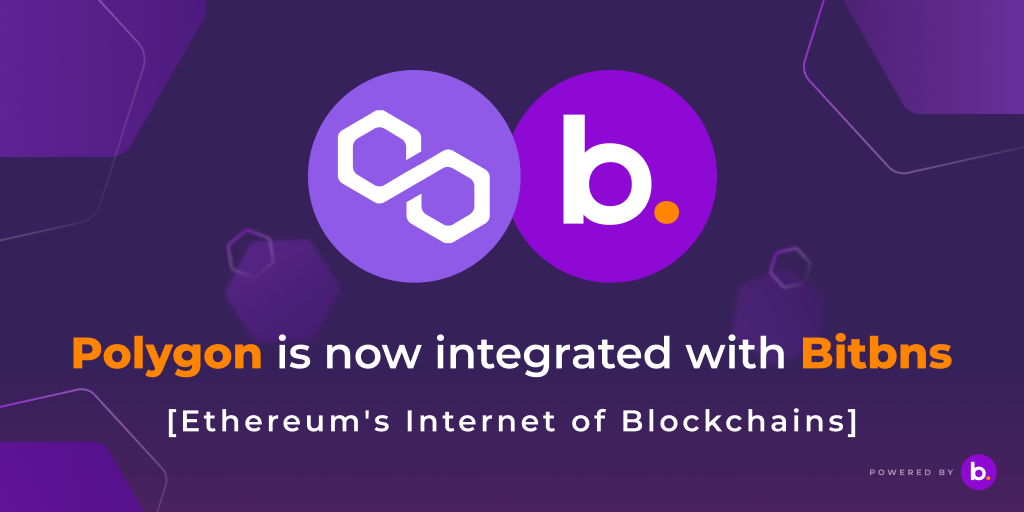 b.
Polygon is now integrated with Bitbns
[Ethereum's Internet of Blockchains]
POWERED BY b.